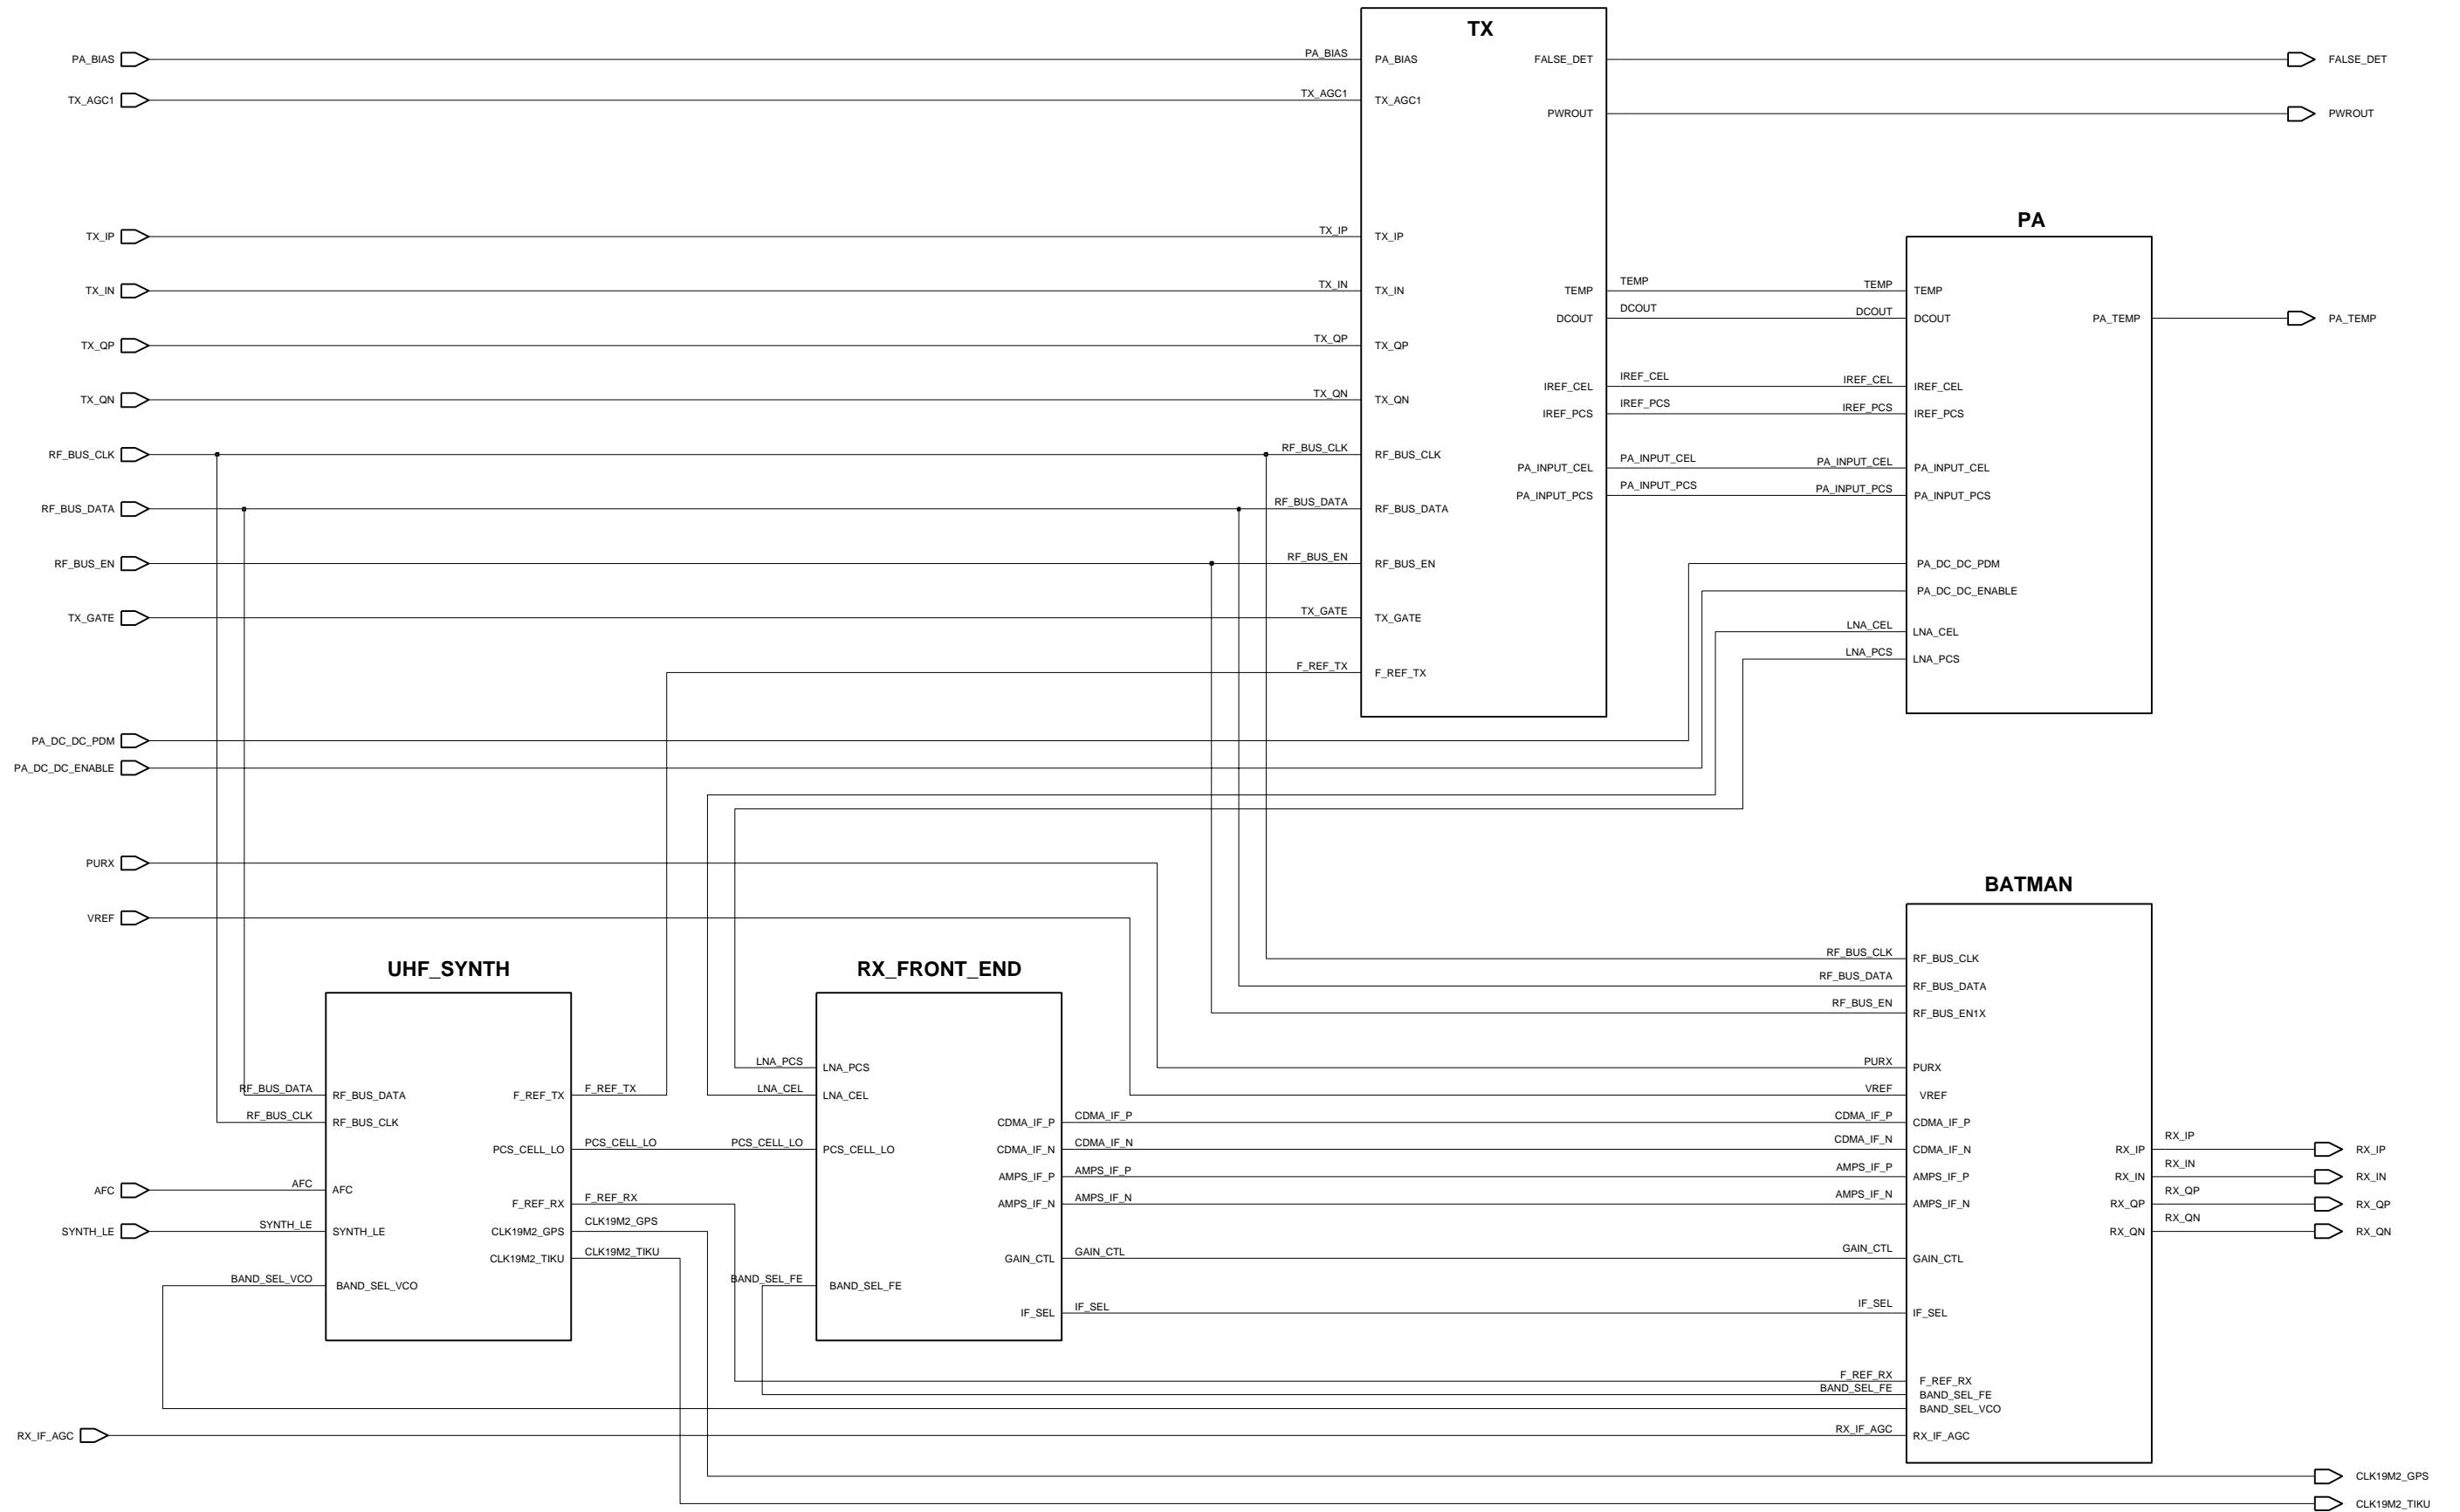 TX
PA_BIAS
PA_BIAS
PA_BIAS
FALSE_DET
FALSE_DET
TX_AGC1
TX_AGC1
TX_AGC1
PWROUT
PWROUT
TX_IP
TX_IP
TX_IP
PA
TX_IN
TX_IN
TX_IN
TEMP
TEMP
TEMP
TEMP
DCOUT
DCOUT
DCOUT
DCOUT
PA_TEMP
PA_TEMP
TX_QP
TX_QP
TX_QP
IREF_CEL
IREF_CEL
IREF_CEL
IREF_CEL
TX_QN
TX_QN
TX_QN
IREF_PCS
IREF_PCS
IREF_PCS
IREF_PCS
RF_BUS_CLK
RF_BUS_CLK
RF_BUS_CLK
PA_INPUT_CEL
PA_INPUT_CEL
PA_INPUT_CEL
PA_INPUT_CEL
PA_INPUT_PCS
PA_INPUT_PCS
PA_INPUT_PCS
PA_INPUT_PCS
RF_BUS_DATA
RF_BUS_DATA
RF_BUS_DATA
RF_BUS_EN
RF_BUS_EN
RF_BUS_EN
PA_DC_DC_PDM
PA_DC_DC_ENABLE
TX_GATE
TX_GATE
TX_GATE
LNA_CEL
LNA_CEL
LNA_PCS
LNA_PCS
F_REF_TX
F_REF_TX
PA_DC_DC_PDM
PA_DC_DC_ENABLE
PURX
VREF
BATMAN
UHF_SYNTH
RX_FRONT_END
RF_BUS_CLK
RF_BUS_CLK
RF_BUS_DATA
RF_BUS_DATA
RF_BUS_EN
RF_BUS_EN1X
LNA_PCS
LNA_PCS
PURX
PURX
RF_BUS_DATA
RF_BUS_DATA
F_REF_TX
F_REF_TX
LNA_CEL
LNA_CEL
VREF
VREF
RF_BUS_CLK
RF_BUS_CLK
CDMA_IF_P
CDMA_IF_P
CDMA_IF_P
CDMA_IF_P
PCS_CELL_LO
PCS_CELL_LO
PCS_CELL_LO
PCS_CELL_LO
CDMA_IF_N
CDMA_IF_N
CDMA_IF_N
CDMA_IF_N
RX_IP
RX_IP
RX_IP
AMPS_IF_P
AMPS_IF_P
AMPS_IF_P
AMPS_IF_P
RX_IN
RX_IN
RX_IN
AFC
AFC
AFC
F_REF_RX
F_REF_RX
AMPS_IF_N
AMPS_IF_N
AMPS_IF_N
AMPS_IF_N
RX_QP
RX_QP
RX_QP
SYNTH_LE
SYNTH_LE
SYNTH_LE
CLK19M2_GPS
CLK19M2_GPS
RX_QN
RX_QN
RX_QN
CLK19M2_TIKU
CLK19M2_TIKU
GAIN_CTL
GAIN_CTL
GAIN_CTL
GAIN_CTL
BAND_SEL_VCO
BAND_SEL_VCO
BAND_SEL_FE
BAND_SEL_FE
IF_SEL
IF_SEL
IF_SEL
IF_SEL
F_REF_RX
F_REF_RX
BAND_SEL_FE
BAND_SEL_FE
BAND_SEL_VCO
RX_IF_AGC
RX_IF_AGC
RX_IF_AGC
CLK19M2_GPS
CLK19M2_TIKU